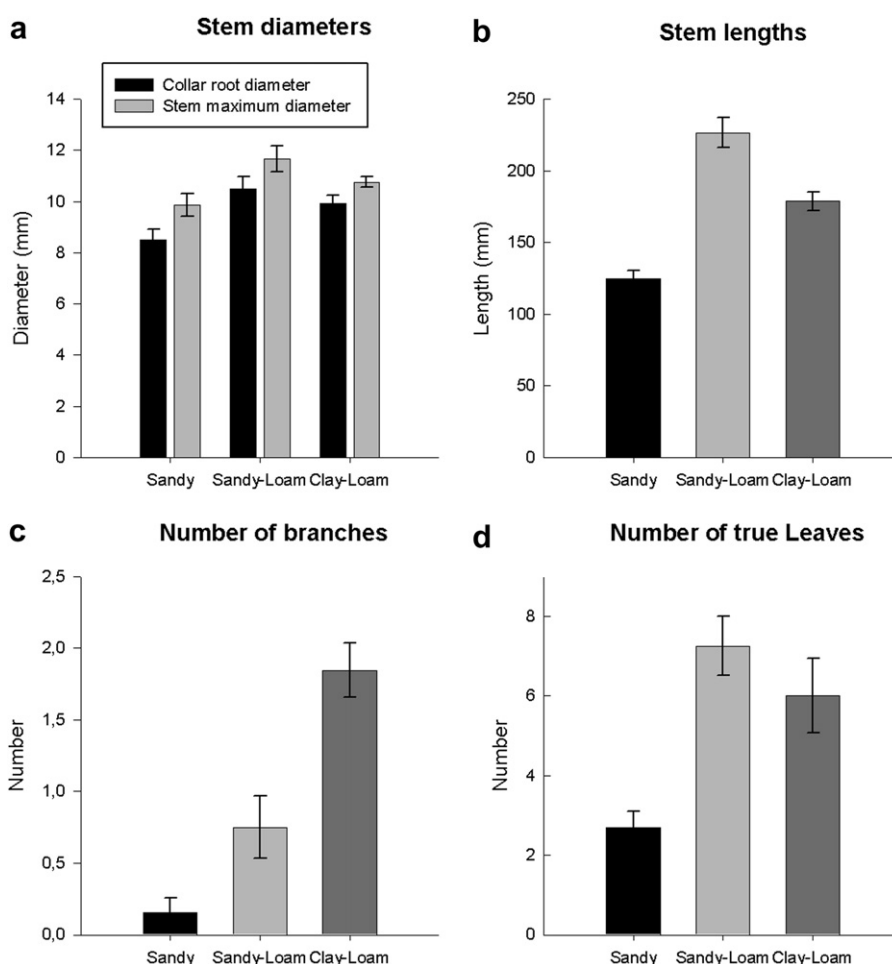 a
Stem diameters
Collar root diameter
Stem maximum diameter
14
12
10
8
6
4
2
0
Diameter (mm)
Sandy Sandy-Loam Clay-Loam
b
Stem lengths
250
200
150
100
50
0
Length (mm)
Sandy Sandy-Loam Clay-Loam
c
Number of branches
2,5
2,0
1,5
1,0
0,5
0,0
Number
Sandy Sandy-Loam Clay-Loam
d
Number of true Leaves
8
6
4
2
0
Number
Sandy Sandy-Loam Clay-Loam